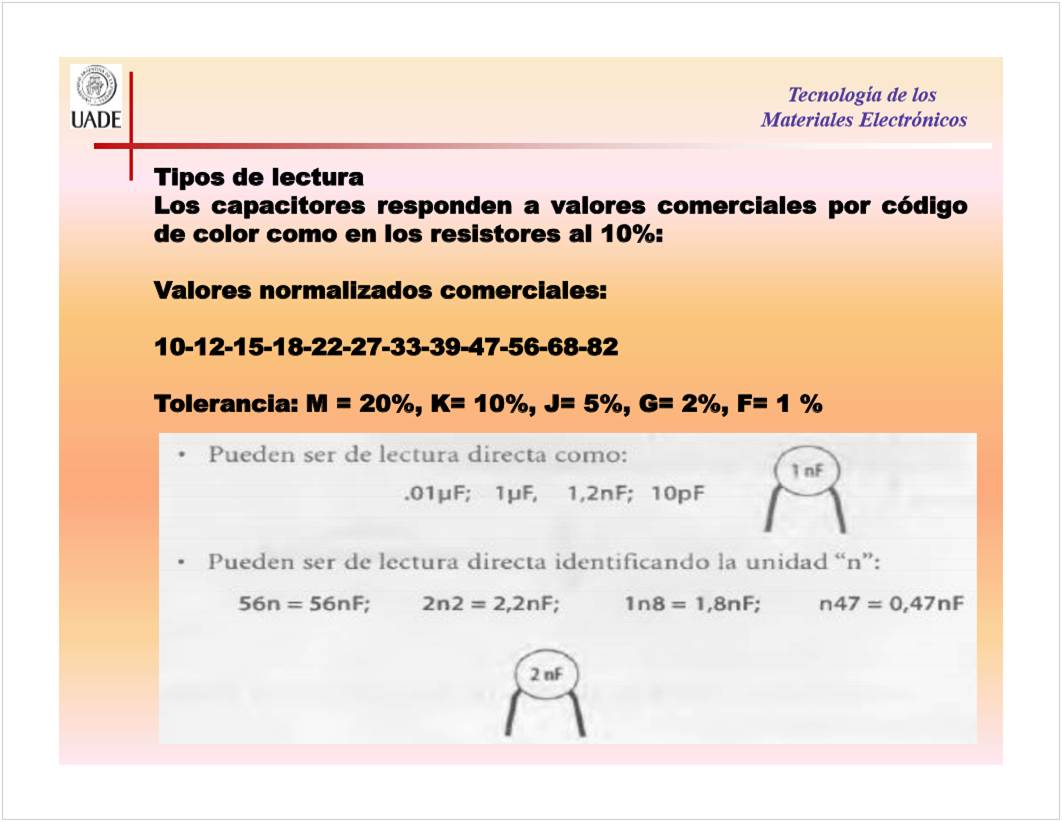 UADE
Tecnología de los
Materiales Electrónicos
Tipos de lectura
Los capacitores responden a valores comerciales por código
de color como en los resistores al 10%:
Valores normalizados comerciales:
10-12-15-18-22-27-33-39-47-56-68-82
Tolerancia: M = 20%, K= 10%, J= 5%, G= 2%, F= 1 %
• Pueden ser de lectura directa como:
1 nF
.01µF; 1µF, 1,2nF; 10pF
• Pueden ser de lectura directa identificando la unidad “n”:
56n = 56nF; 2n2 = 2,2nF; 1n8 = 1,8nF; n47 = 0,47nF
2 nF